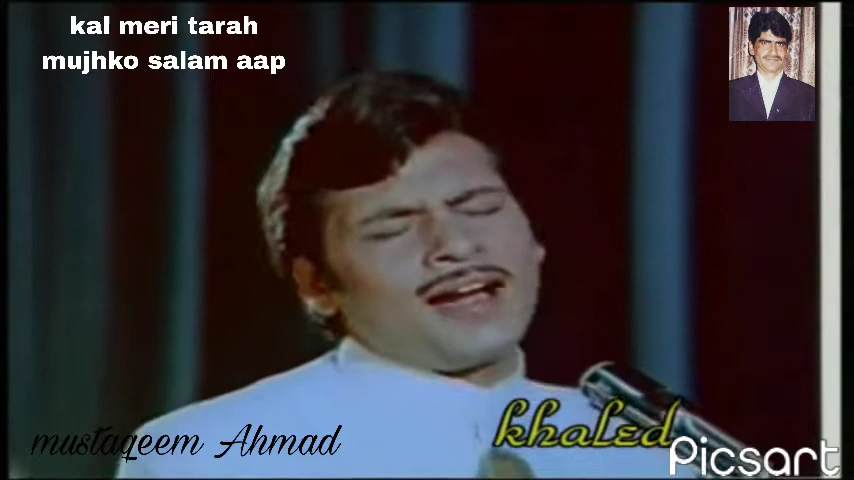 kal meri tarah
mujhko salam aap
mustaqeem Ahmad
khaled
Picsart